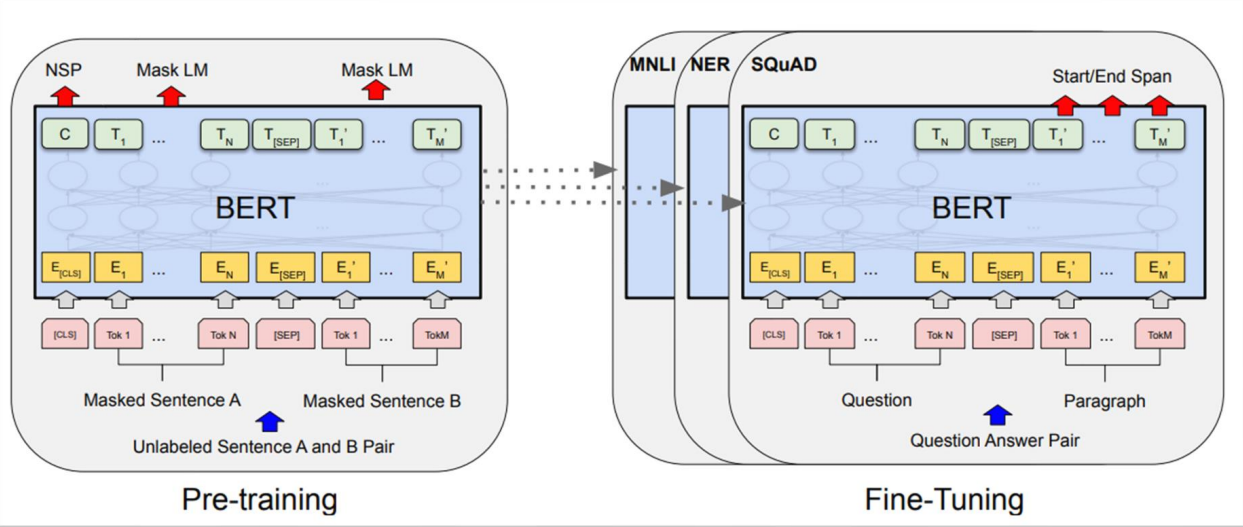 NSP Mask LM Mask LM
C T1 ... TN T[SEP] T1' ... TM'
...
BERT
...
E[CLS] E1 ... EN E[SEP] E1' ... EM'
[CLS] Tok 1 ... Tok N [SEP] Tok 1 ... TokM
Masked Sentence A Masked Sentence B
Unlabeled Sentence A and B Pair
Pre-training
MNLI NER SQuAD
Start/End Span
C T1 ... TN T[SEP] T1' ... TM'
...
BERT
...
E[CLS] E1 ... EN E[SEP] E1' ... EM'
[CLS] Tok 1 ... Tok N [SEP] Tok 1 ... TokM
Question Paragraph
Question Answer Pair
Fine-Tuning